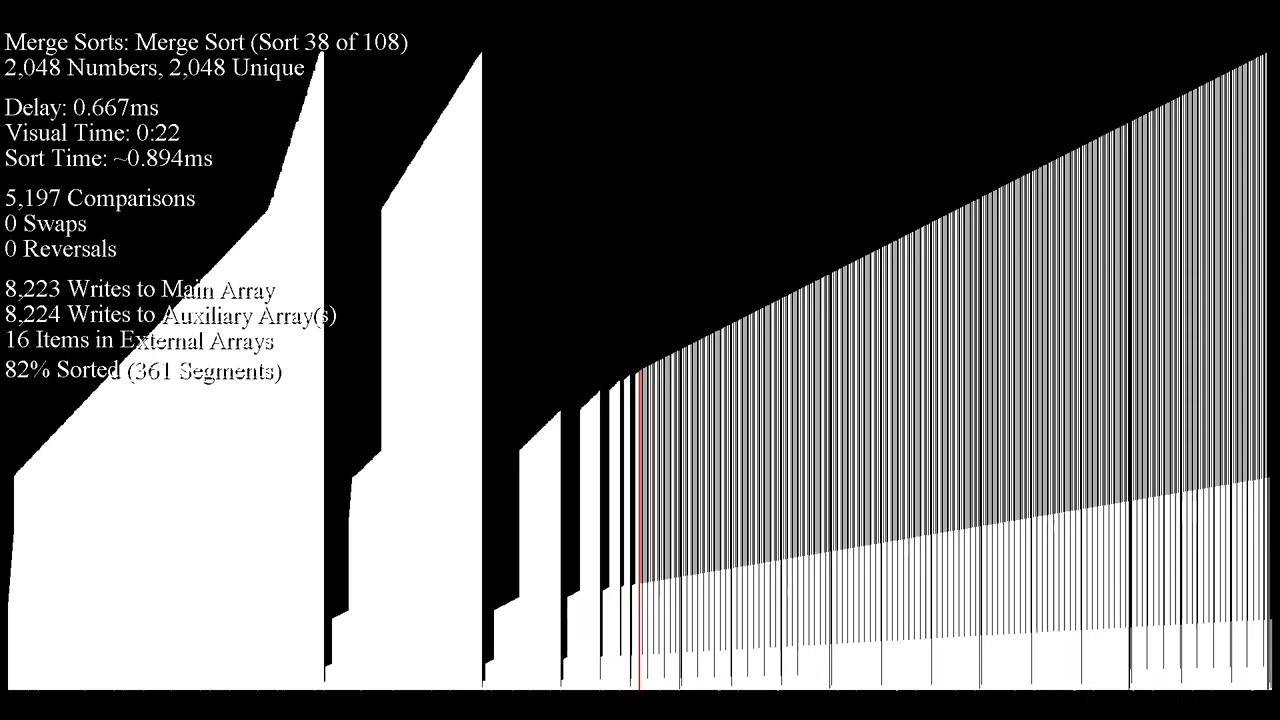 Merge Sorts: Merge Sort (Sort 38 of 108)
2,048 Numbers, 2,048 Unique
Delay: 0.667ms
Visual Time: 0:22
Sort Time: ~0.894ms
5,197 Comparisons
0 Swaps
0 Reversals
8,223 Writes to Main Array
8,224 Writes to Auxiliary Array(s)
16 Items in External Arrays
82% Sorted (361 Segments)